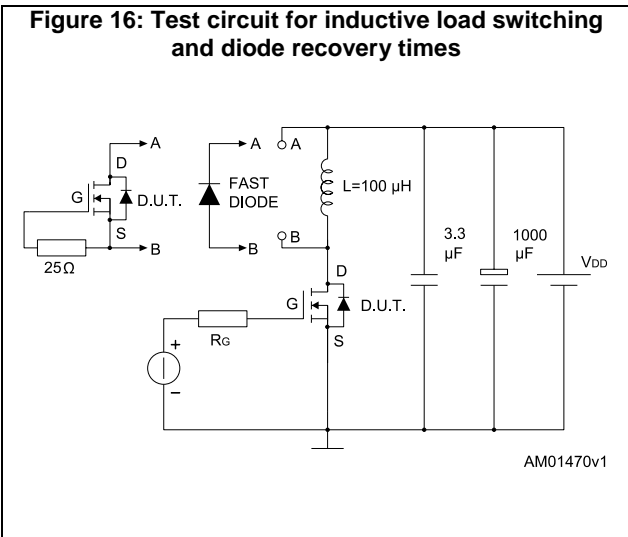 Figure 16: Test circuit for inductive load switching
and diode recovery times
A
D
G
D.U.T.
S
B
25Ω
A
FAST
DIODE
B
A
L=100 µH
B
D
G
D.U.T.
S
RG
+
−
3.3
µF
1000
µF
VDD
AM01470v1